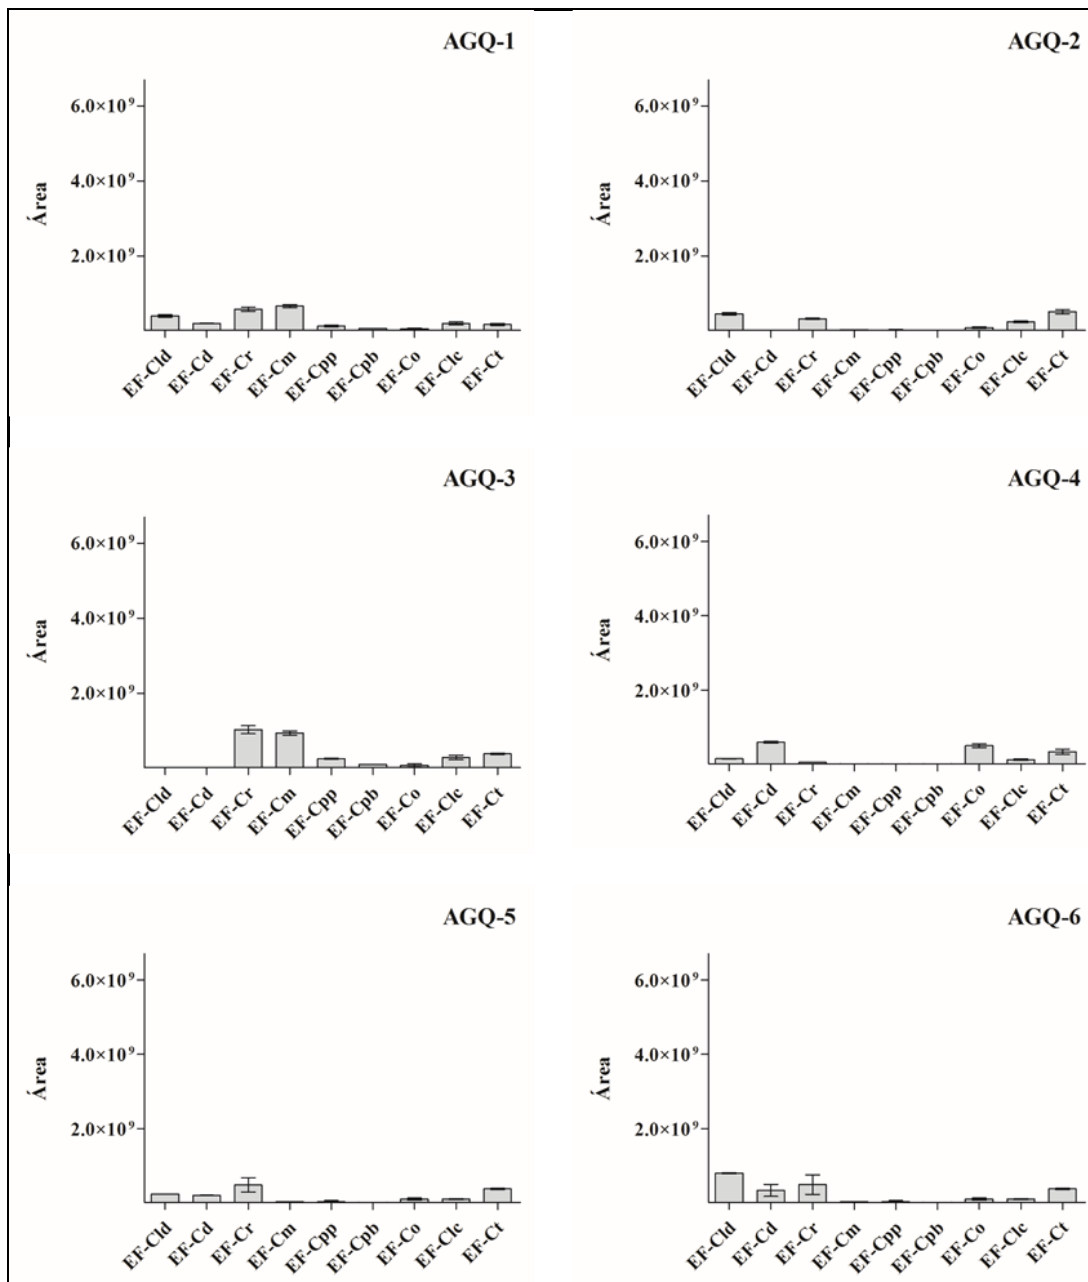 AGQ-1
6.0×10⁹
4.0×10⁹
2.0×10⁹
Área
EF-Cld
EF-Cd
EF-Cr
EF-Cm
EF-Cpp
EF-Cpb
EF-Co
EF-Clc
EF-Ct
AGQ-2
6.0×10⁹
4.0×10⁹
2.0×10⁹
Área
EF-Cld
EF-Cd
EF-Cr
EF-Cm
EF-Cpp
EF-Cpb
EF-Co
EF-Clc
EF-Ct
AGQ-3
6.0×10⁹
4.0×10⁹
2.0×10⁹
Área
EF-Cld
EF-Cd
EF-Cr
EF-Cm
EF-Cpp
EF-Cpb
EF-Co
EF-Clc
EF-Ct
AGQ-4
6.0×10⁹
4.0×10⁹
2.0×10⁹
Área
EF-Cld
EF-Cd
EF-Cr
EF-Cm
EF-Cpp
EF-Cpb
EF-Co
EF-Clc
EF-Ct
AGQ-5
6.0×10⁹
4.0×10⁹
2.0×10⁹
Área
EF-Cld
EF-Cd
EF-Cr
EF-Cm
EF-Cpp
EF-Cpb
EF-Co
EF-Clc
EF-Ct
AGQ-6
6.0×10⁹
4.0×10⁹
2.0×10⁹
Área
EF-Cld
EF-Cd
EF-Cr
EF-Cm
EF-Cpp
EF-Cpb
EF-Co
EF-Clc
EF-Ct